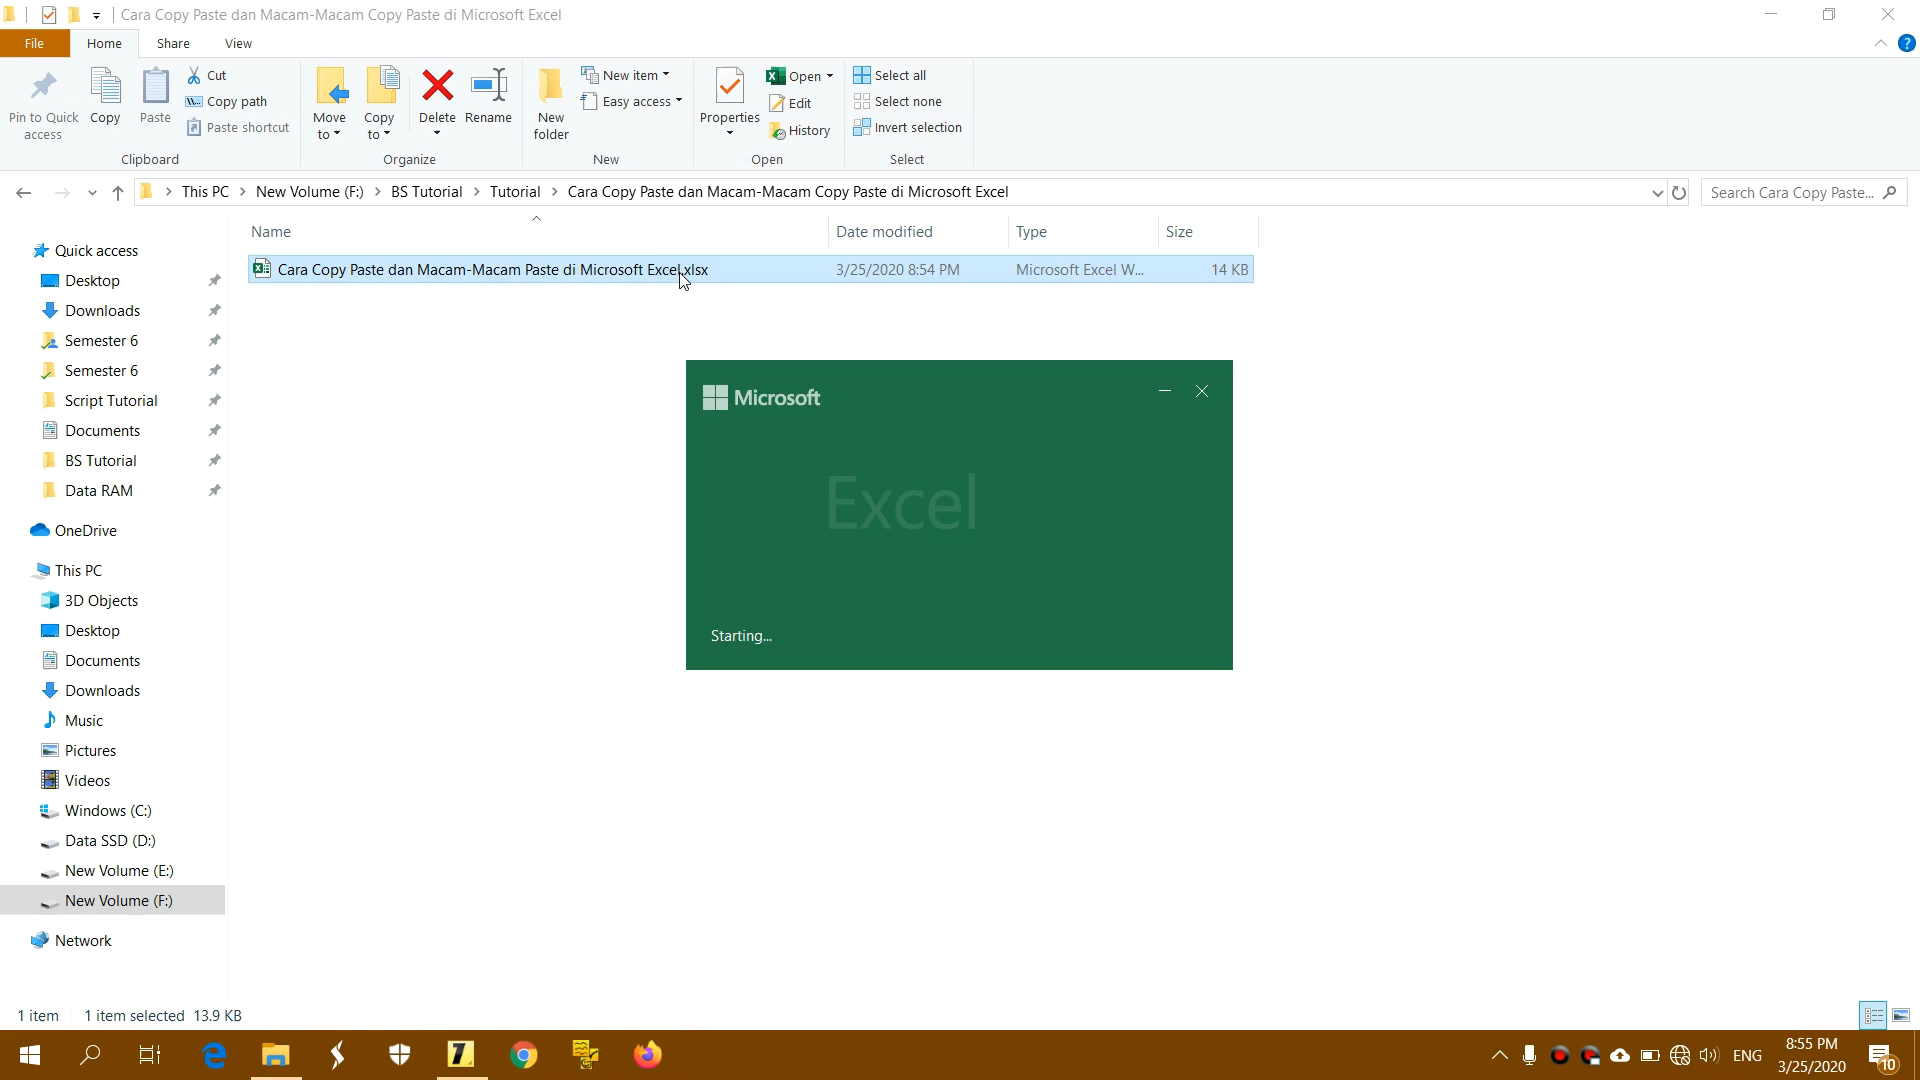 Cara Copy Paste dan Macam-Macam Copy Paste di Microsoft Excel
File Home Share View
Pin to Quick access
Copy
Paste
Cut
Copy path
Paste shortcut
Clipboard
Move to
Copy to
Delete
Rename
Organize
New folder
New item
Easy access
New
Properties
Open
Edit
History
Open
Select all
Select none
Invert selection
Select
This PC > New Volume (F:) > BS Tutorial > Tutorial > Cara Copy Paste dan Macam-Macam Copy Paste di Microsoft Excel
Search Cara Copy Paste...
Name Date modified Type Size
Cara Copy Paste dan Macam-Macam Paste di Microsoft Excel.xlsx 3/25/2020 8:54 PM Microsoft Excel W... 14 KB
Quick access
Desktop
Downloads
Semester 6
Semester 6
Script Tutorial
Documents
BS Tutorial
Data RAM
OneDrive
This PC
3D Objects
Desktop
Documents
Downloads
Music
Pictures
Videos
Windows (C:)
Data SSD (D:)
New Volume (E:)
New Volume (F:)
Network
Microsoft
Excel
Starting...
1 item 1 item selected 13.9 KB
ENG
8:55 PM
3/25/2020
10